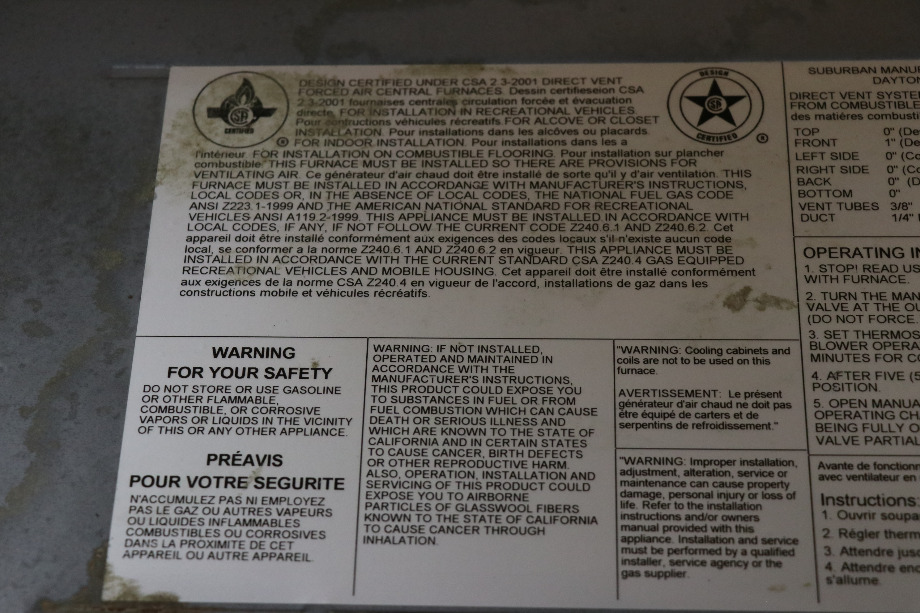 DESIGN CERTIFIED UNDER CSA 2.3-2001 DIRECT VENT
FORCED AIR CENTRAL FURNACES. Dessin certifieseion CSA
2.3-2001 fournaises centrales circulation forcée et évacuation
directe, FOR INSTALLATION IN RECREATIONAL VEHICLES
Pour contructions véhicules récreatifs FOR ALCOVE OR CLOSET
INSTALLATION. Pour installations dans les alcôves ou placards.
® FOR INDOOR INSTALLATION. Pour installations dans les a
l'intérieur. FOR INSTALLATION ON COMBUSTIBLE FLOORING. Pour installation sur plancher
combustible THIS FURNACE MUST BE INSTALLED SO THERE ARE PROVISIONS FOR
VENTILATING AIR. Ce générateur d'air chaud doit être installé de sorte qu'il y d'air ventilation. THIS
FURNACE MUST BE INSTALLED IN ACCORDANCE WITH MANUFACTURER'S INSTRUCTIONS,
LOCAL CODES OR, IN THE ABSENCE OF LOCAL CODES, THE NATIONAL FUEL GAS CODE
ANSI Z223.1-1999 AND THE AMERICAN NATIONAL STANDARD FOR RECREATIONAL
VEHICLES ANSI A119.2-1999. THIS APPLIANCE MUST BE INSTALLED IN ACCORDANCE WITH
LOCAL CODES, IF ANY, IF NOT FOLLOW THE CURRENT CODE Z240.6.1 AND Z240.6.2. Cet
appareil doit être installé conformément aux exigences des codes locaux s'il-n'existe aucun code
local, se conformer a la norme Z240.6.1 AND Z240.6.2 en vigueur. THIS APPLIANCE MUST BE
INSTALLED IN ACCORDANCE WITH THE CURRENT STANDARD CSA Z240.4 GAS EQUIPPED
RECREATIONAL VEHICLES AND MOBILE HOUSING. Cet appareil doit être installé conformément
aux exigences de la norme CSA Z240.4 en vigueur de l'accord, installations de gaz dans les
constructions mobile et véhicules récréatifs.
CERTIFIED
DESIGN
CERTIFIED
®
WARNING
FOR YOUR SAFETY
DO NOT STORE OR USE GASOLINE
OR OTHER FLAMMABLE,
COMBUSTIBLE, OR CORROSIVE
VAPORS OR LIQUIDS IN THE VICINITY
OF THIS OR ANY OTHER APPLIANCE.
PRÉAVIS
POUR VOTRE SEGURITE
N'ACCUMULEZ PAS NI EMPLOYEZ
PAS LE GAZ OU AUTRES VAPEURS
OU LIQUIDES INFLAMMABLES
COMBUSTIBLES OU CORROSIVES
DANS LA PROXIMITE DE CET
APPAREIL OU AUTRE APPAREIL.
WARNING: IF NOT INSTALLED,
OPERATED AND MAINTAINED IN
ACCORDANCE WITH THE
MANUFACTURER'S INSTRUCTIONS,
THIS PRODUCT COULD EXPOSE YOU
TO SUBSTANCES IN FUEL OR FROM
FUEL COMBUSTION WHICH CAN CAUSE
DEATH OR SERIOUS ILLNESS AND
WHICH ARE KNOWN TO THE STATE OF
CALIFORNIA AND IN CERTAIN STATES
TO CAUSE CANCER, BIRTH DEFECTS
OR OTHER REPRODUCTIVE HARM.
ALSO, OPERATION, INSTALLATION AND
SERVICING OF THIS PRODUCT COULD
EXPOSE YOU TO AIRBORNE
PARTICLES OF GLASSWOOL FIBERS
KNOWN TO THE STATE OF CALIFORNIA
TO CAUSE CANCER THROUGH
INHALATION.
"WARNING: Cooling cabinets and
coils are not to be used on this
furnace.
AVERTISSEMENT: Le présent
générateur d'air chaud ne doit pas
être équipé de carters et de
serpentins de refroidissement."
"WARNING: Improper installation,
adjustment, alteration, service or
maintenance can cause property
damage, personal injury or loss of
life. Refer to the installation
instructions and/or owners
manual provided with this
appliance. Installation and service
must be performed by a qualified
installer, service agency or the
gas supplier.
SUBURBAN MANU
DAYTON
DIRECT VENT SYSTE
FROM COMBUSTIBLE
des matières combusti
TOP 0" (De
FRONT 1" (De
LEFT SIDE 0" (Co
RIGHT SIDE 0" (Co
BACK 0" (D
BOTTOM 0"
VENT TUBES 3/8"
DUCT 1/4"
OPERATING IN
1. STOP! READ US
WITH FURNACE.
2. TURN THE MAN
VALVE AT THE OU
(DO NOT FORCE.
3. SET THERMOS
BLOWER OPERA
MINUTES FOR CO
4. AFTER FIVE (5
POSITION.
5. OPEN MANUA
OPERATING CH
BEING FULLY O
VALVE PARTIAL
Avante de fonction
avec ventilateur en
Instructions
1. Ouvrir soupa
2. Régler therm
3. Attendre jusc
4. Attendre enc
s'allume.